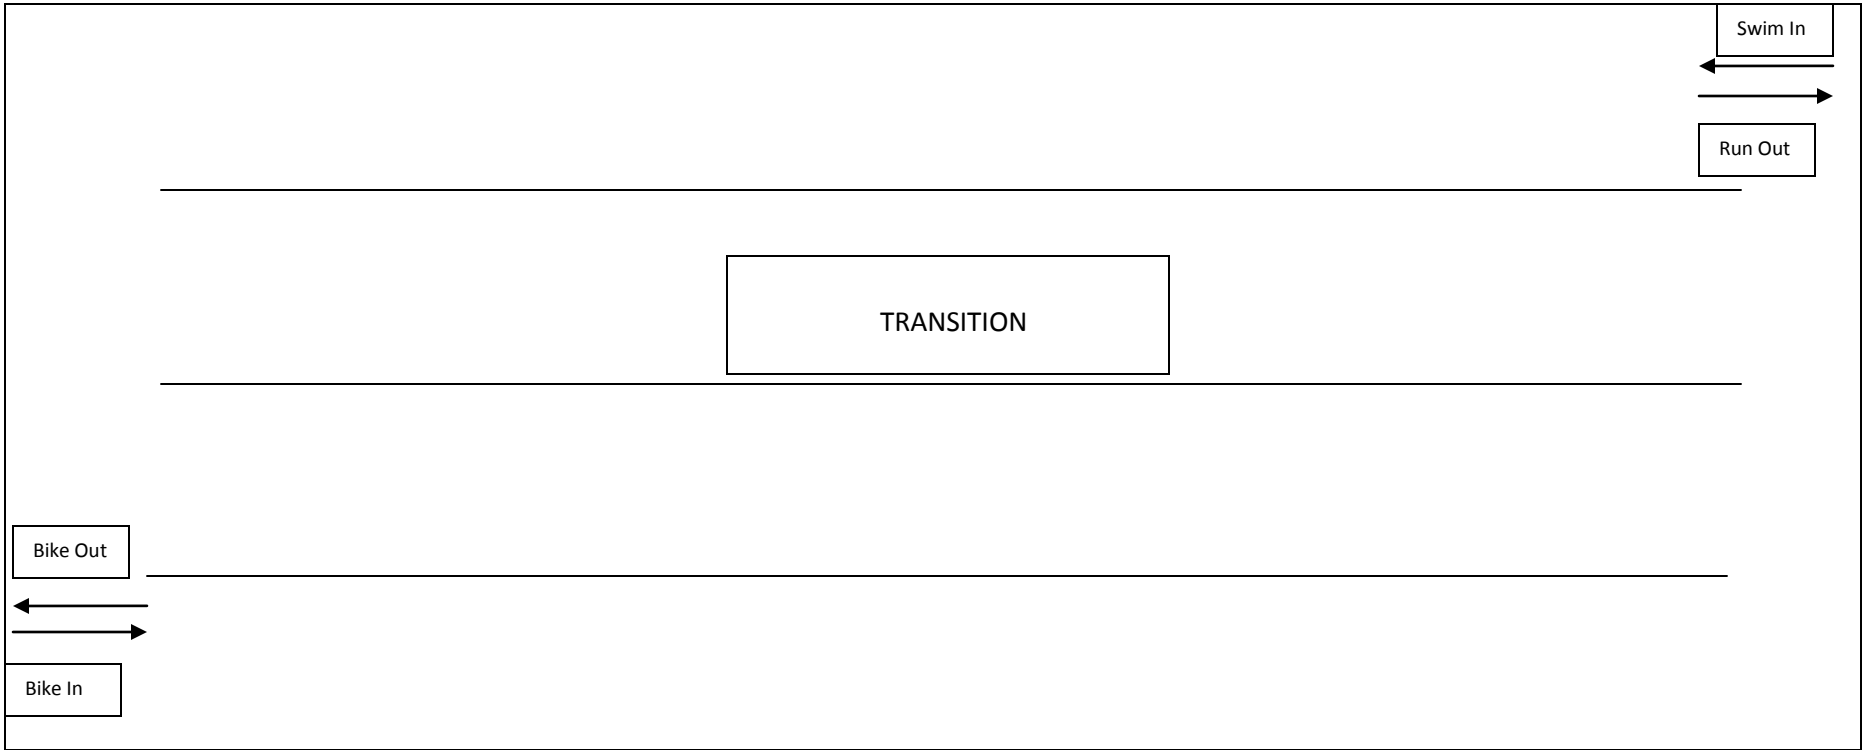 Swim In
Run Out
TRANSITION
Bike Out
Bike In